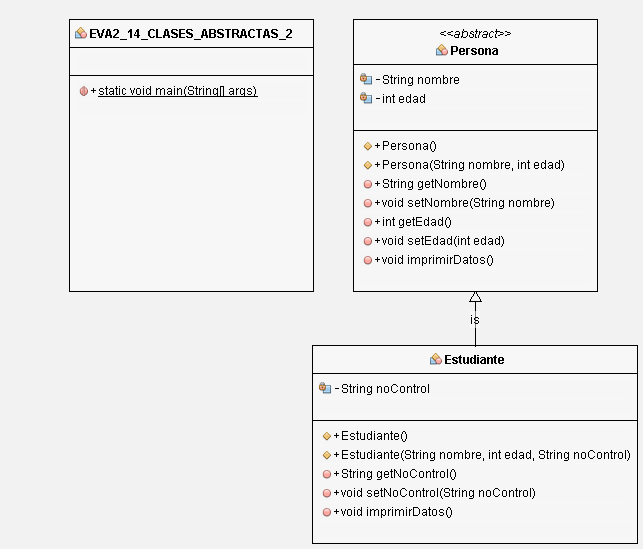 EVA2_14_CLASES_ABSTRACTAS_2
+static void main(String[] args)
<<abstract>>
Persona
-String nombre
-int edad
+Persona()
+Persona(String nombre, int edad)
+String getNombre()
+void setNombre(String nombre)
+int getEdad()
+void setEdad(int edad)
+void imprimirDatos()
is
Estudiante
-String noControl
+Estudiante()
+Estudiante(String nombre, int edad, String noControl)
+String getNoControl()
+void setNoControl(String noControl)
+void imprimirDatos()